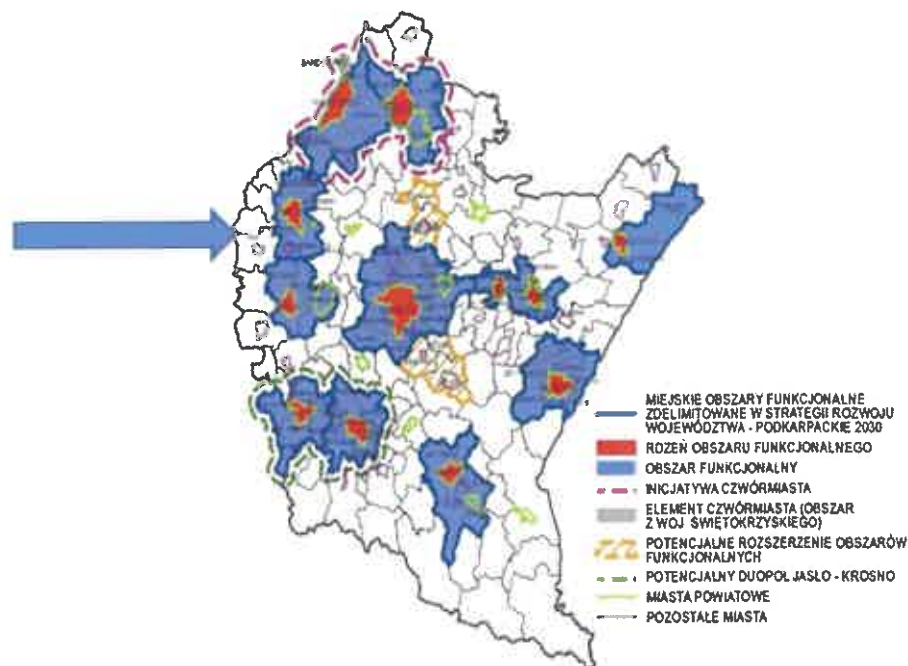 MIEJSKIE OBSZARY FUNKCJONALNE
ZDELIMITOWANE W STRATEGII ROZWOJU
WOJEWÓDZTWA - PODKARPACKIE 2030
RDZEŃ OBSZARU FUNKCJONALNEGO
OBSZAR FUNKCJONALNY
INICJATYWA CZWÓRMIASTA
ELEMENT CZWÓRMIASTA (OBSZAR
Z WOJ. ŚWIĘTOKRZYSKIEGO)
POTENCJALNE ROZSZERZENIE OBSZARÓW
FUNKCJONALNYCH
POTENCJALNY DUOPOL JASŁO - KROSNO
MIASTA POWIATOWE
POZOSTAŁE MIASTA